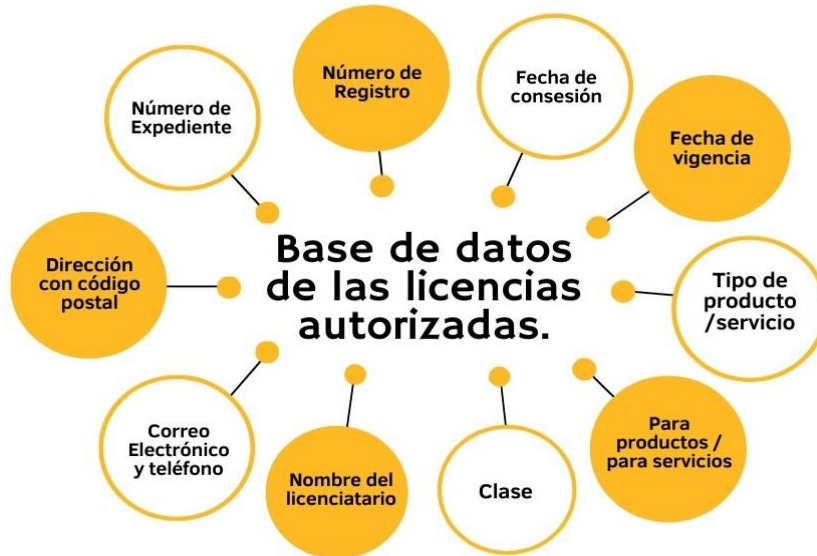 Número de
Expediente
Número de
Registro
Fecha de
consesión
Fecha de
vigencia
Dirección
con código
postal
Base de datos
de las licencias
autorizadas.
Tipo de
producto
/servicio
Correo
Electrónico
y teléfono
Nombre del
licenciatario
Clase
Para
productos /
para servicios